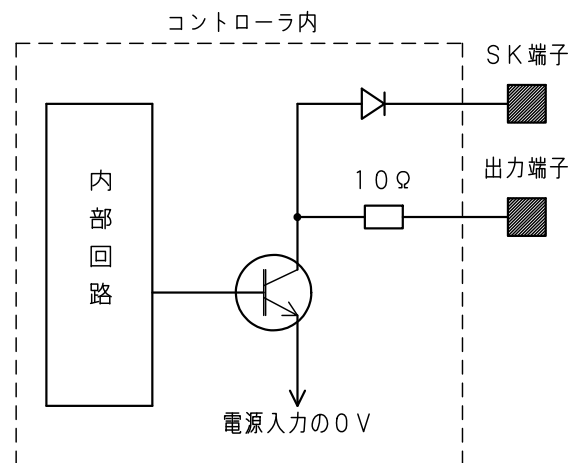 コントローラ内
SK端子
出力端子
10Ω
内部回路
電源入力の0V